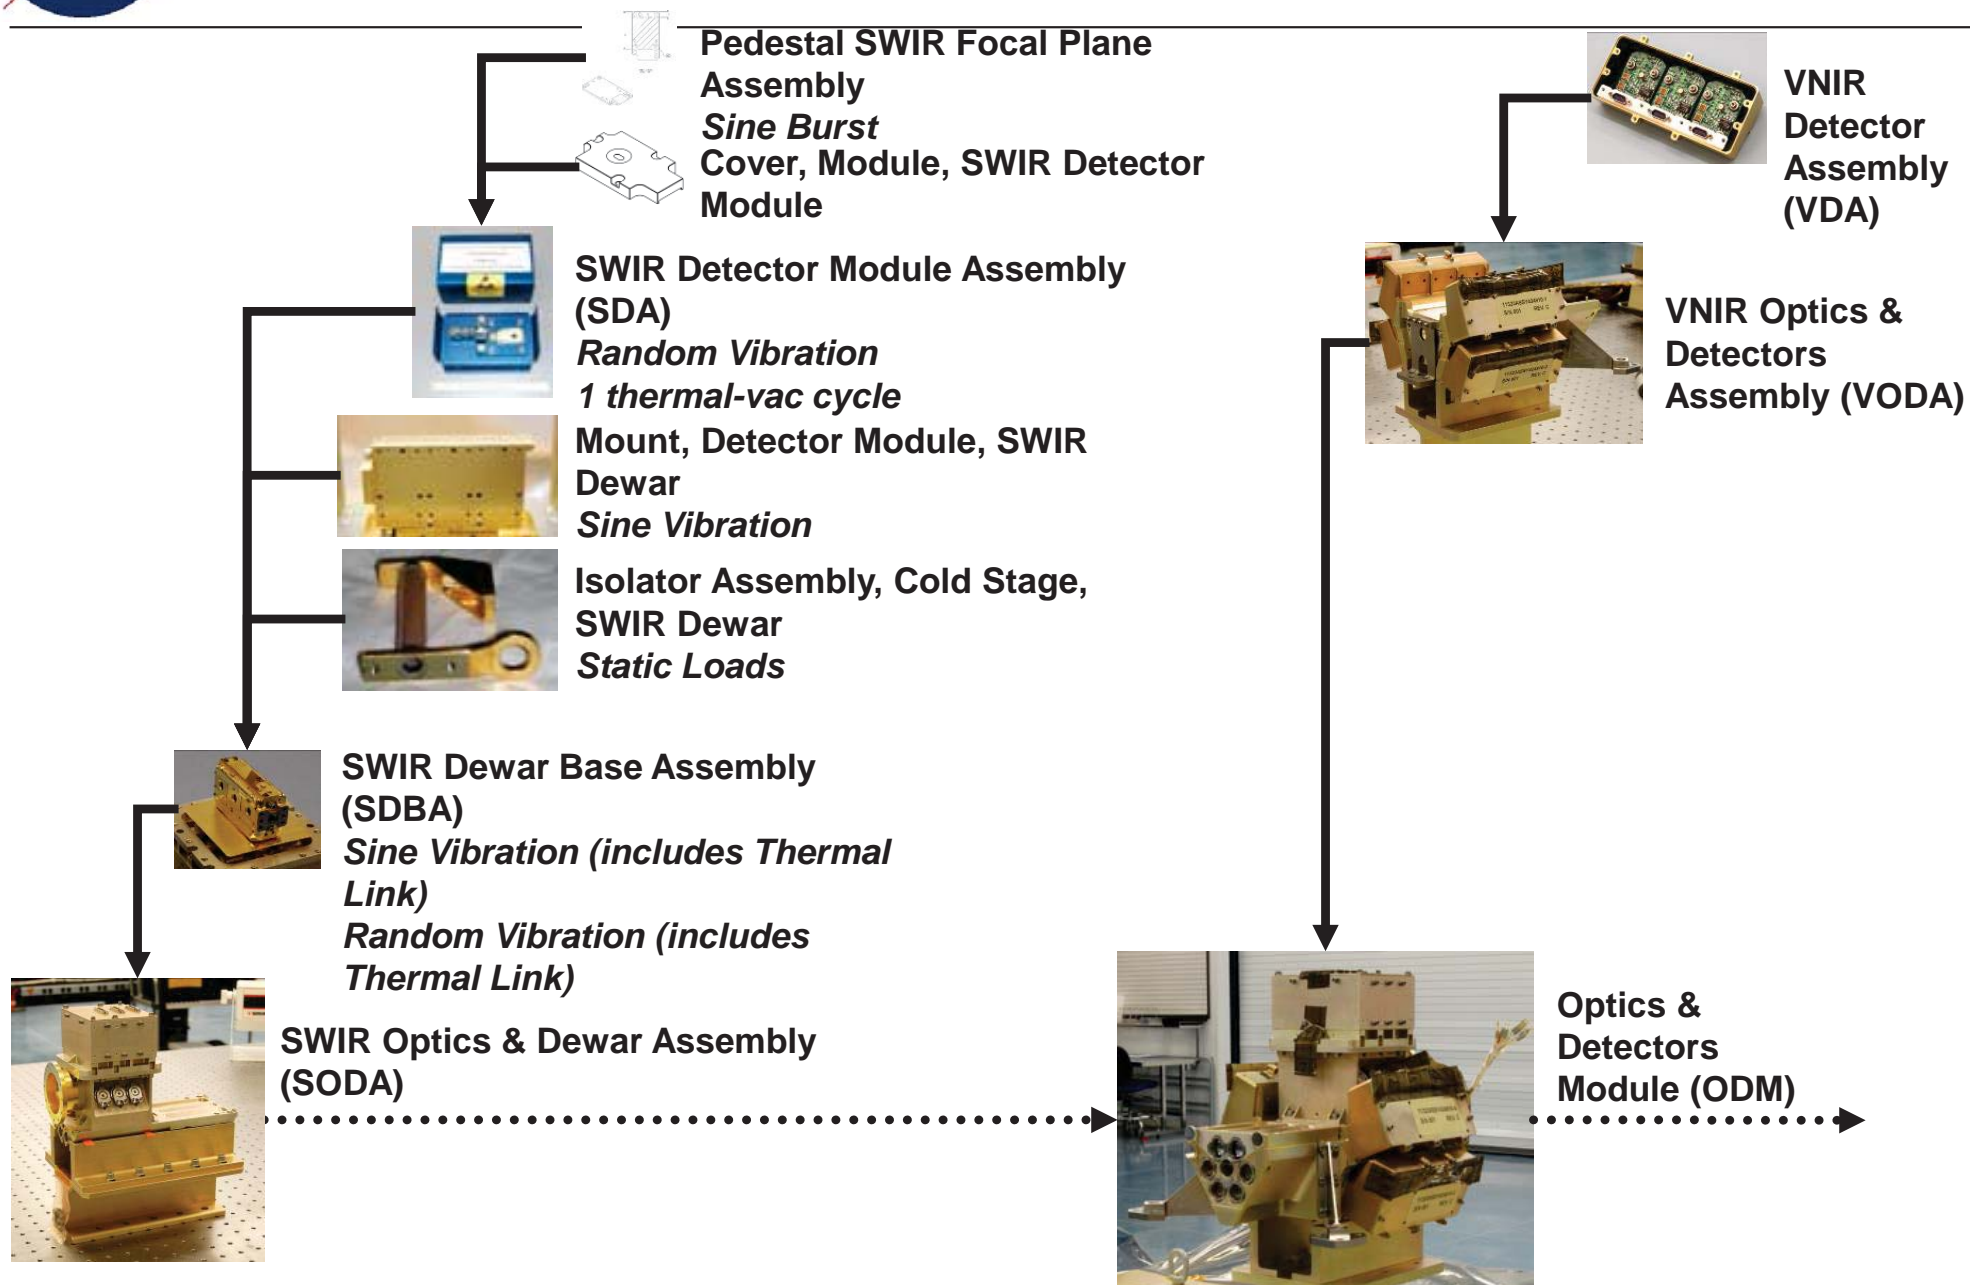 Pedestal SWIR Focal Plane
Assembly
Sine Burst
Cover, Module, SWIR Detector
Module
SWIR Detector Module Assembly
(SDA)
Random Vibration
1 thermal-vac cycle
Mount, Detector Module, SWIR
Dewar
Sine Vibration
Isolator Assembly, Cold Stage,
SWIR Dewar
Static Loads
SWIR Dewar Base Assembly
(SDBA)
Sine Vibration (includes Thermal
Link)
Random Vibration (includes
Thermal Link)
SWIR Optics & Dewar Assembly
(SODA)
VNIR
Detector
Assembly
(VDA)
VNIR Optics &
Detectors
Assembly (VODA)
Optics &
Detectors
Module (ODM)